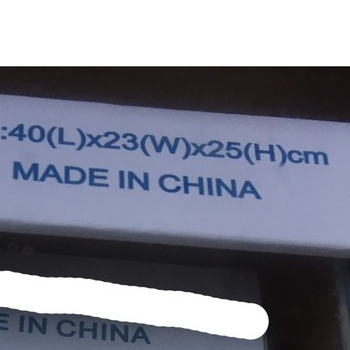 :40(L)x23(W)x25(H)cm
MADE IN CHINA
E IN CHINA